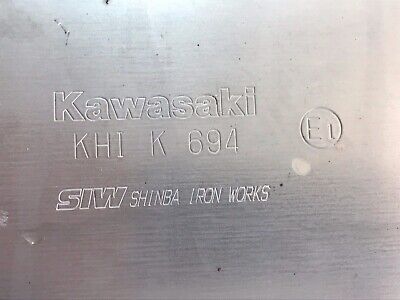 Kawasaki
KHI K 694 E1
SIW SHINBA IRON WORKS